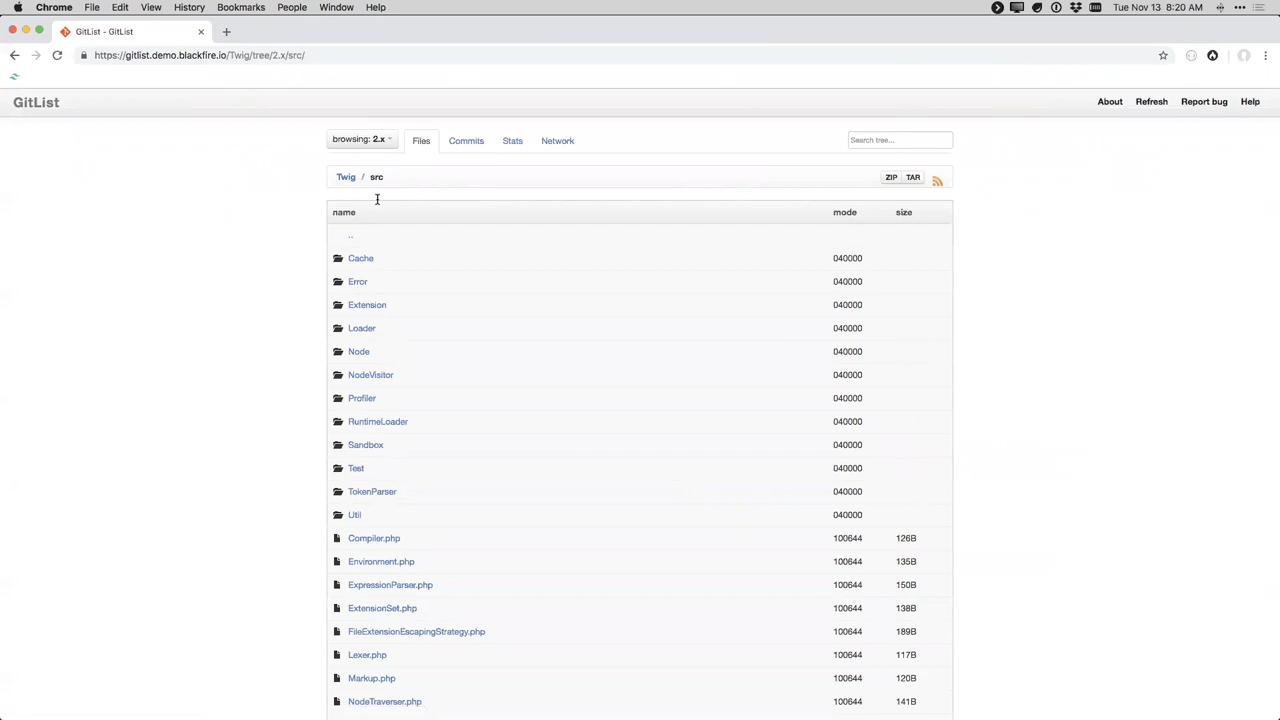 Chrome File Edit View History Bookmarks People Window Help Tue Nov 13 8:20 AM
GitList - GitList
https://gitlist.demo.blackfire.io/Twig/tree/2.x/src/
GitList About Refresh Report bug Help
browsing: 2.x Files Commits Stats Network Search tree...
Twig / src ZIP TAR
name mode size
..
Cache 040000
Error 040000
Extension 040000
Loader 040000
Node 040000
NodeVisitor 040000
Profiler 040000
RuntimeLoader 040000
Sandbox 040000
Test 040000
TokenParser 040000
Util 040000
Compiler.php 100644 126B
Environment.php 100644 135B
ExpressionParser.php 100644 150B
ExtensionSet.php 100644 138B
FileExtensionEscapingStrategy.php 100644 189B
Lexer.php 100644 117B
Markup.php 100644 120B
NodeTraverser.php 100644 141B